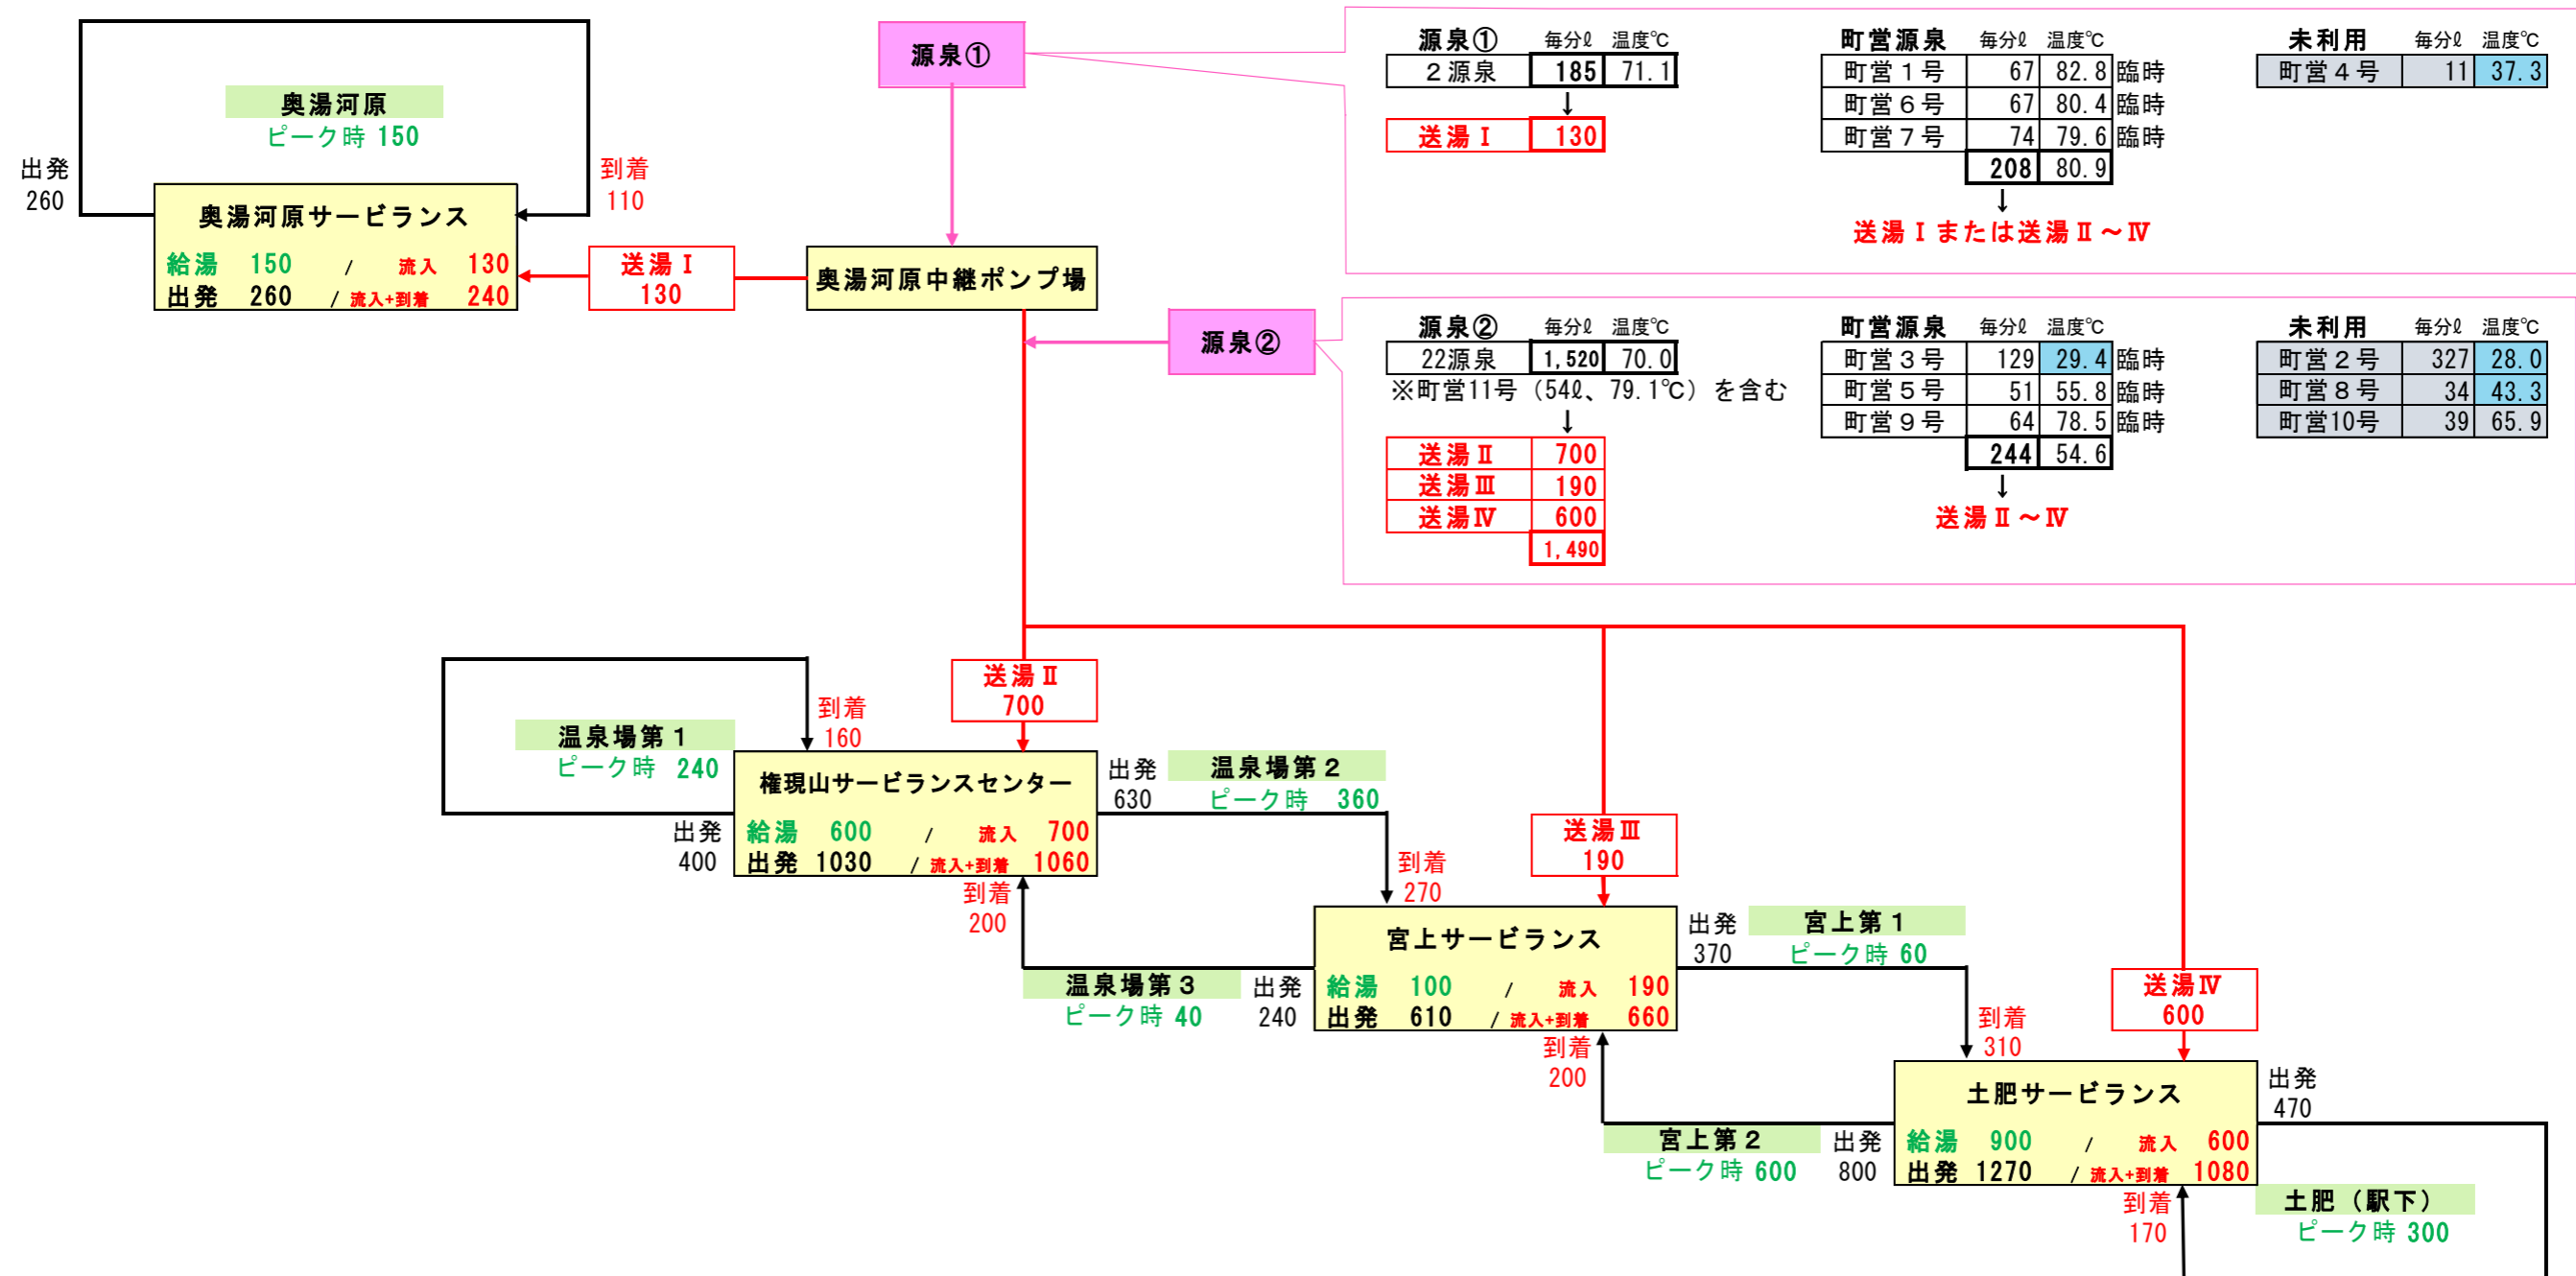 源泉①
源泉① 毎分ℓ 温度℃
２源泉 185 71.1
↓
送湯Ⅰ 130
町営源泉 毎分ℓ 温度℃
町営１号 67 82.8 臨時
町営６号 67 80.4 臨時
町営７号 74 79.6 臨時
208 80.9
↓
送湯Ⅰまたは送湯Ⅱ～Ⅳ
未利用 毎分ℓ 温度℃
町営４号 11 37.3
奥湯河原
ピーク時 150
出発
260
到着
110
奥湯河原サービランス
給湯 150 / 流入 130
出発 260 / 流入+到着 240
送湯Ⅰ
130
奥湯河原中継ポンプ場
源泉②
源泉② 毎分ℓ 温度℃
22源泉 1,520 70.0
※町営11号（54ℓ、79.1℃）を含む
↓
送湯Ⅱ 700
送湯Ⅲ 190
送湯Ⅳ 600
1,490
町営源泉 毎分ℓ 温度℃
町営３号 129 29.4 臨時
町営５号 51 55.8 臨時
町営９号 64 78.5 臨時
244 54.6
↓
送湯Ⅱ～Ⅳ
未利用 毎分ℓ 温度℃
町営２号 327 28.0
町営８号 34 43.3
町営10号 39 65.9
送湯Ⅱ
700
温泉場第１
ピーク時 240
到着
160
権現山サービランスセンター
給湯 600 / 流入 700
出発 1030 / 流入+到着 1060
出発
400
出発
630
温泉場第２
ピーク時 360
到着
200
到着
270
送湯Ⅲ
190
宮上サービランス
給湯 100 / 流入 190
出発 610 / 流入+到着 660
温泉場第３
ピーク時 40
出発
240
出発
370
宮上第１
ピーク時 60
到着
200
到着
310
送湯Ⅳ
600
土肥サービランス
給湯 900 / 流入 600
出発 1270 / 流入+到着 1080
宮上第２
ピーク時 600
出発
800
出発
470
到着
170
土肥（駅下）
ピーク時 300